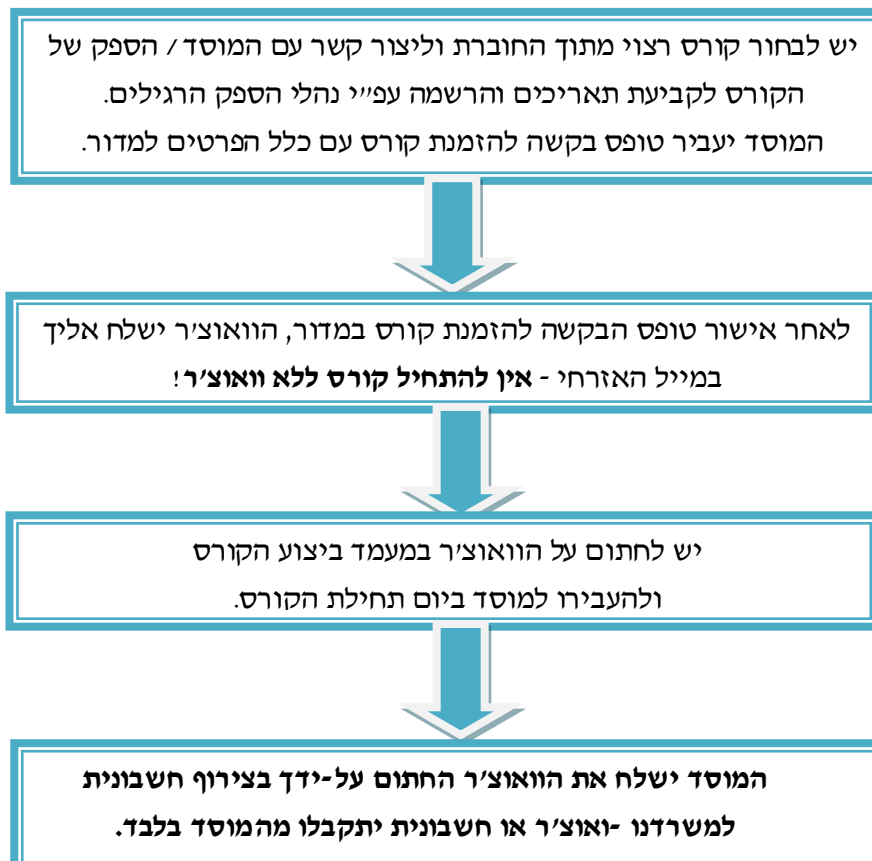 יש לבחור קורס רצוי מתוך החוברת וליצור קשר עם המוסד / הספק של
הקורס לקביעת תאריכים והרשמה עפ״י נהלי הספק הרגילים.
המוסד יעביר טופס בקשה להזמנת קורס עם כלל הפרטים למדור.
לאחר אישור טופס הבקשה להזמנת קורס במדור, הוואוצ'ר ישלח אליך
במייל האזרחי - אין להתחיל קורס ללא וואוצ'ר!
יש לחתום על הוואוצ'ר במעמד ביצוע הקורס
ולהעבירו למוסד ביום תחילת הקורס.
המוסד ישלח את הוואוצ'ר החתום על-ידך בצירוף חשבונית
למשרדנו -ואוצ'ר או חשבונית יתקבלו מהמוסד בלבד.